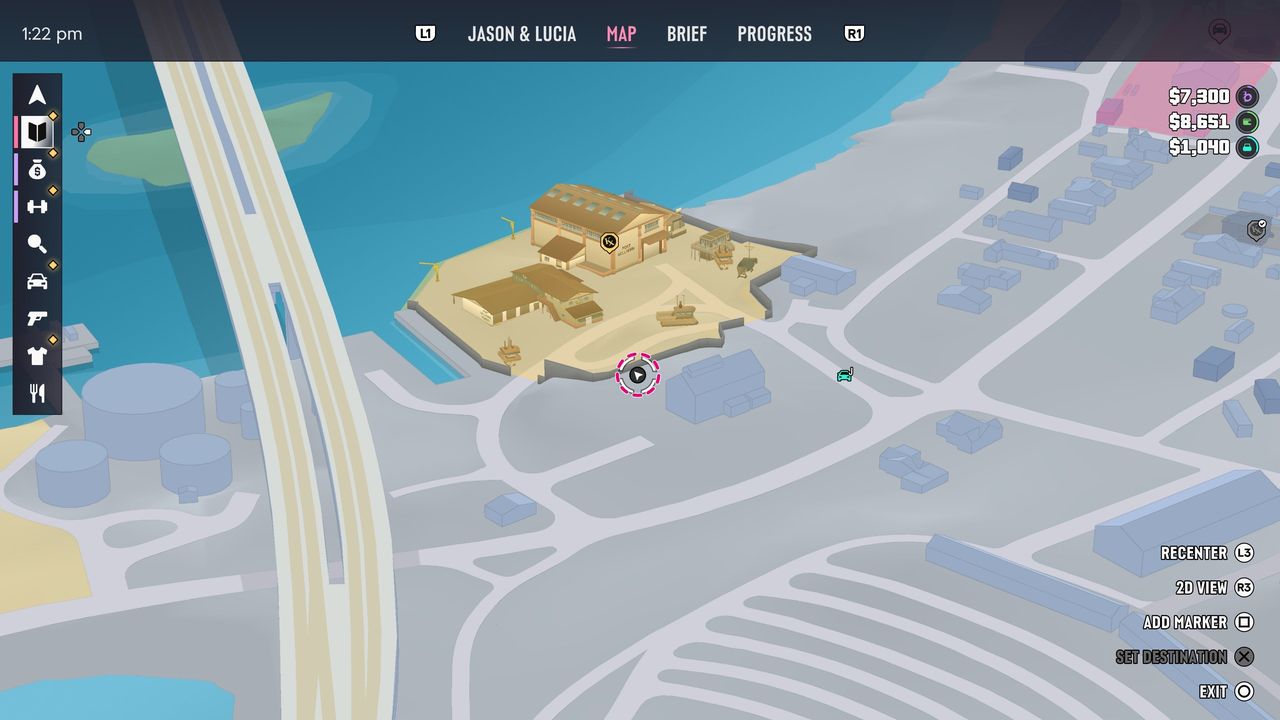 1:22 pm
L1
JASON & LUCIA
MAP
BRIEF
PROGRESS
R1
$7,300
$8,651
$1,040
RECENTER L3
2D VIEW R3
ADD MARKER
SET DESTINATION
EXIT